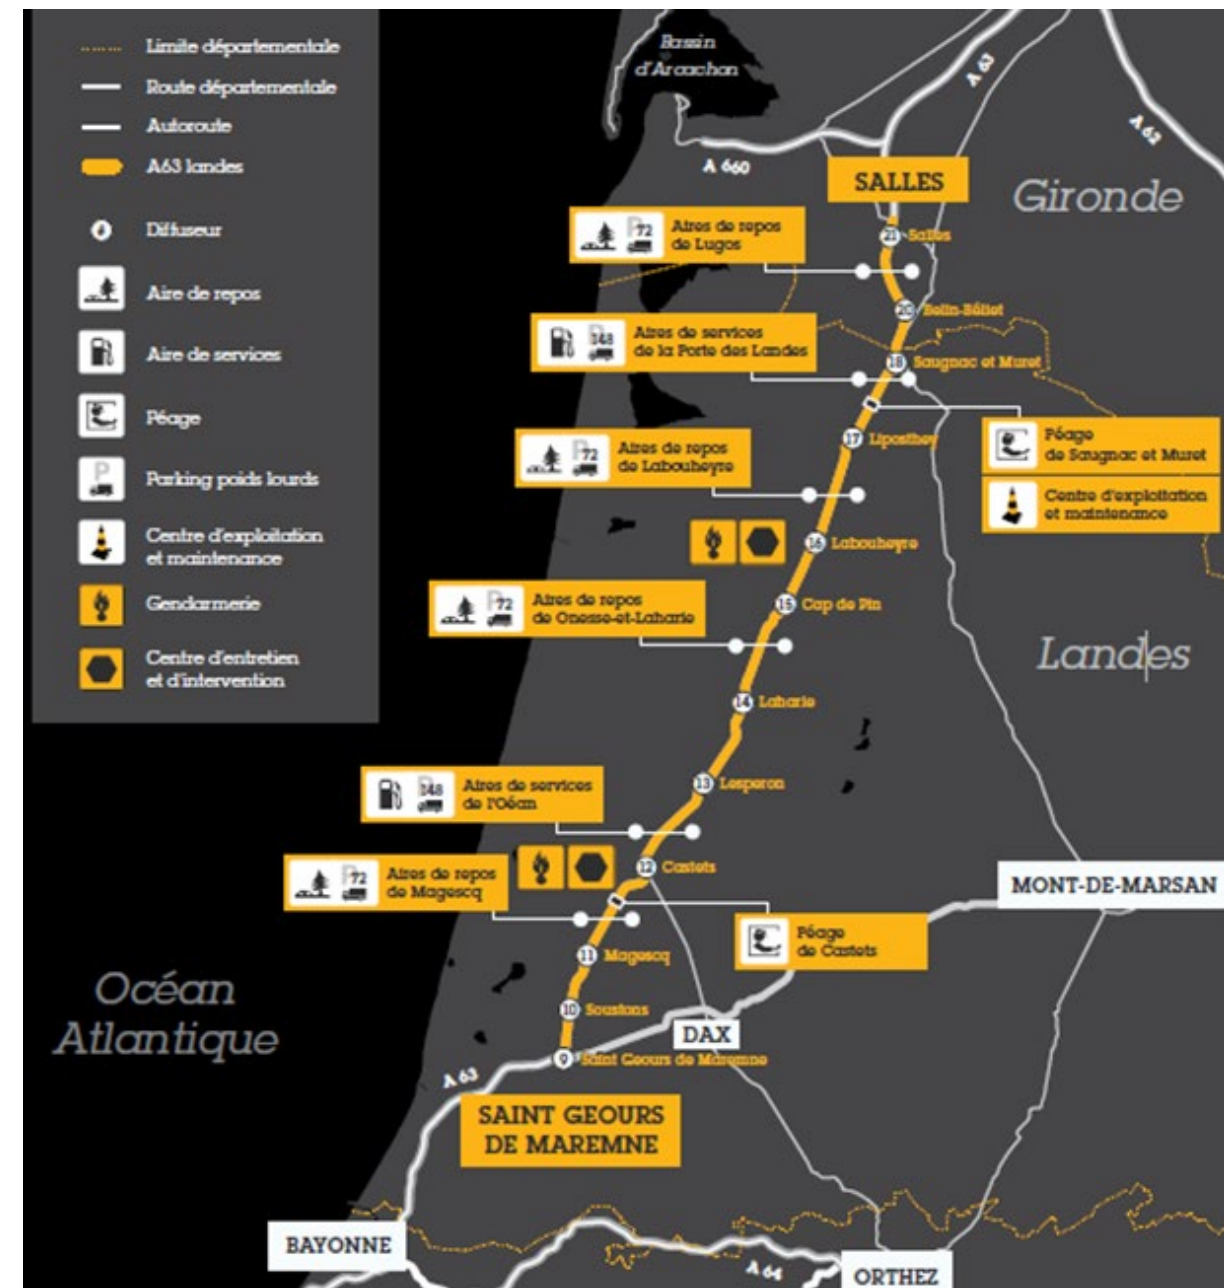 Limite départementale
Route départementale
Autoroute
A63 landes
Diffuseur
Aire de repos
Aire de services
Péage
P
Parking poids lourds
Centre d'exploitation
et maintenance
Gendarmerie
Centre d'entretien
et d'intervention
Bassin
d'Arcachon
A 63
A 62
A 660
SALLES
Gironde
P72
Aires de repos
de Lugos
21 Salles
20 Belin-Béliet
P148
Aires de services
de la Porte des Landes
18 Saugnac et Muret
17 Liposthey
Péage
de Saugnac et Muret
Centre d'exploitation
et maintenance
P72
Aires de repos
de Labouheyre
16 Labouheyre
P72
Aires de repos
de Onesse-et-Laharie
15 Cap de Pin
Landes
14 Laharie
13 Lesperon
P148
Aires de services
de l'Océan
12 Castets
P72
Aires de repos
de Magescq
MONT-DE-MARSAN
Péage
de Castets
11 Magescq
Océan
Atlantique
10 Soustons
DAX
9 Saint Geours de Maremne
A 63
SAINT GEOURS
DE MAREMNE
BAYONNE
A 64
ORTHEZ